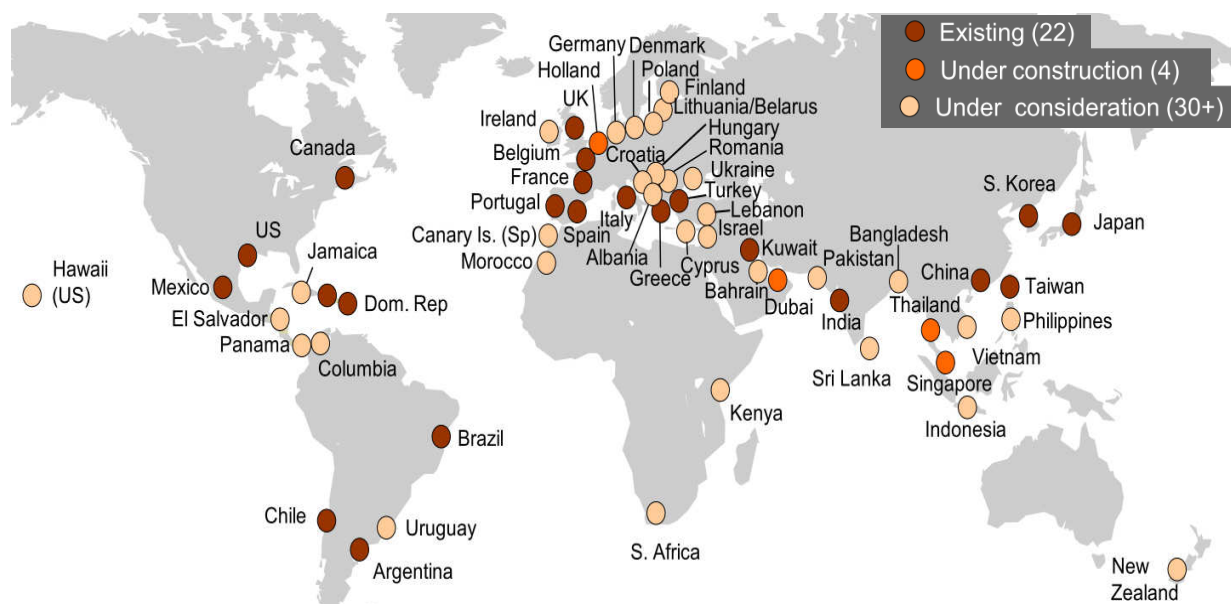 Existing (22)
Under construction (4)
Under consideration (30+)
Germany
Denmark
Holland
Poland
UK
Finland
Lithuania/Belarus
Ireland
Hungary
Canada
Belgium
Croatia
Romania
France
Ukraine
S. Korea
Portugal
Italy
Turkey
Japan
US
Lebanon
Canary Is. (Sp)
Spain
Israel
Jamaica
Kuwait
Bangladesh
Morocco
Albania
Cyprus
Pakistan
Hawaii
(US)
Mexico
Greece
Bahrain
China
Taiwan
Dom. Rep
Dubai
India
Thailand
El Salvador
Philippines
Panama
Columbia
Vietnam
Sri Lanka
Singapore
Kenya
Indonesia
Brazil
Chile
Uruguay
S. Africa
Argentina
New
Zealand